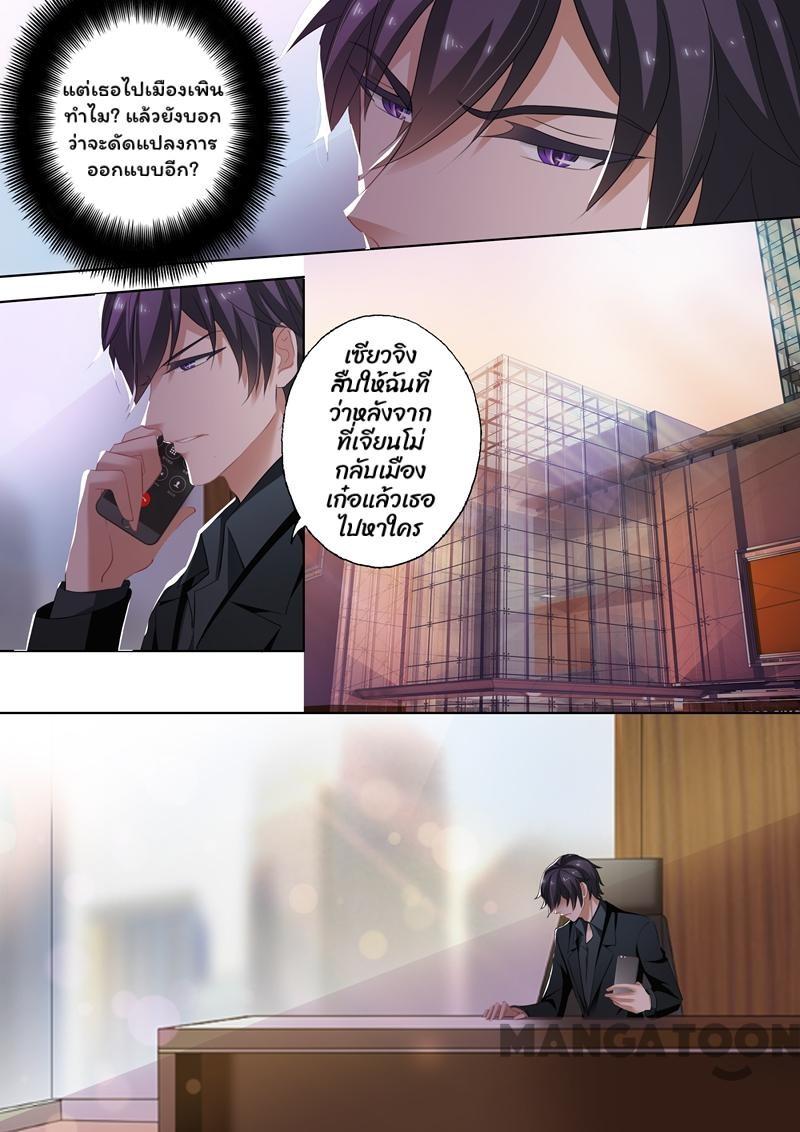 แต่เธอไปเมืองเพิน
ทำไม? แล้วยังบอก
ว่าจะดัดแปลงการ
ออกแบบอีก?
เซียวจิง
สืบให้ฉันที
ว่าหลังจาก
ที่เจียนโม่
กลับเมือง
เก๋อแล้วเธอ
ไปหาใคร
MANGATOON